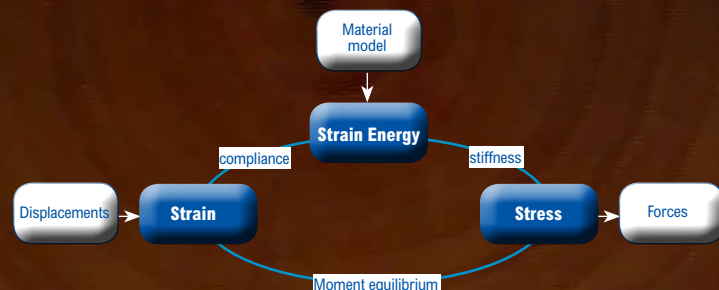 Material
model
Strain Energy
compliance
stiffness
Displacements
Strain
Stress
Forces
Moment equilibrium